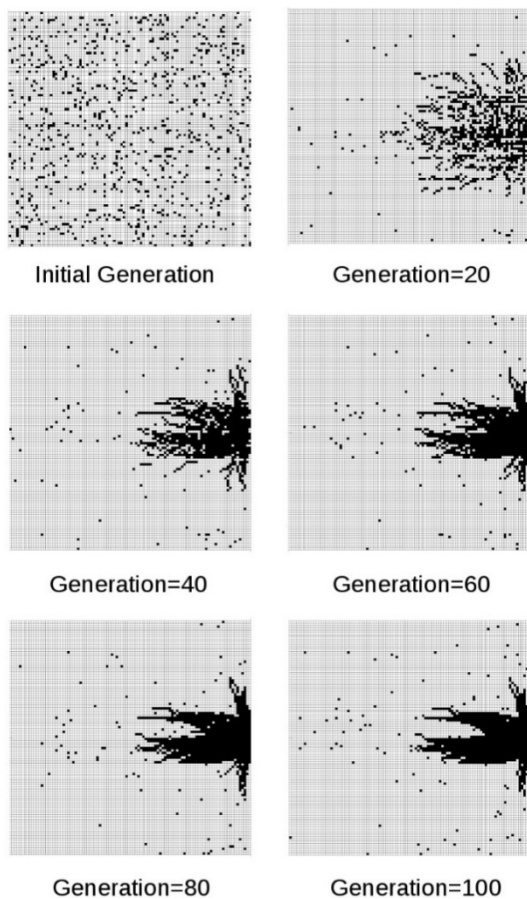 Initial Generation
Generation=20
Generation=40
Generation=60
Generation=80
Generation=100